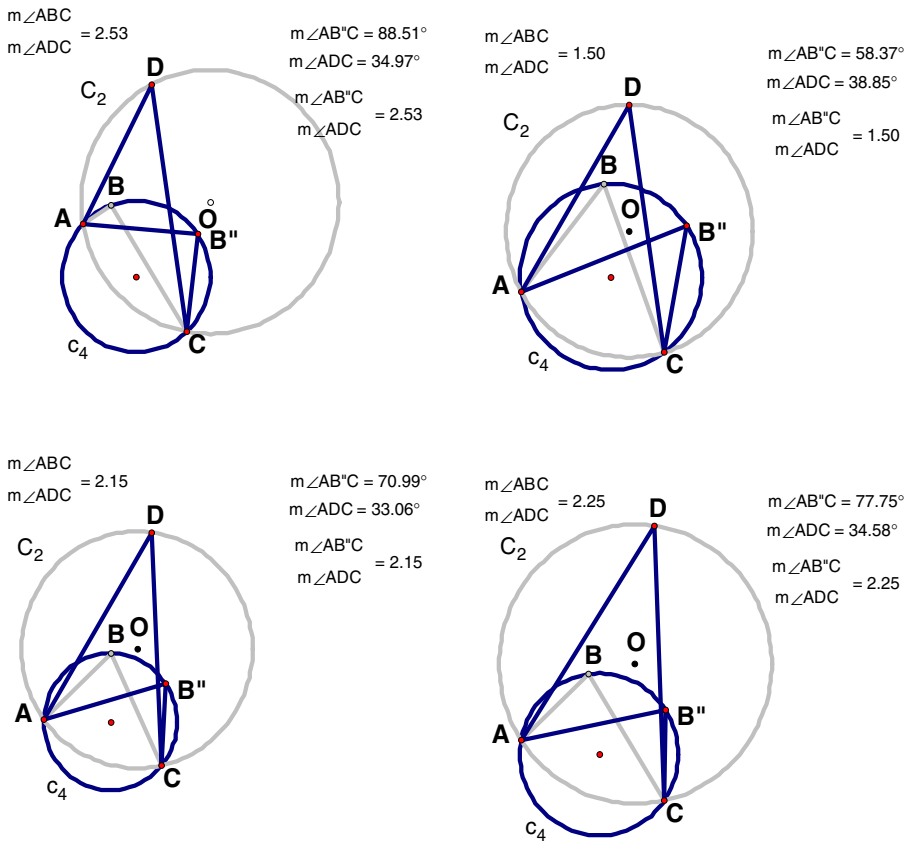 m∠ABC
m∠ADC = 2.53
m∠AB"C = 88.51°
m∠ADC = 34.97°
m∠AB"C
m∠ADC = 2.53
D
C2
B
A
O
B"
C
c4
m∠ABC
m∠ADC = 1.50
m∠AB"C = 58.37°
m∠ADC = 38.85°
m∠AB"C
m∠ADC = 1.50
D
C2
B
O
B"
A
C
c4
m∠ABC
m∠ADC = 2.15
m∠AB"C = 70.99°
m∠ADC = 33.06°
m∠AB"C
m∠ADC = 2.15
D
C2
B O
B"
A
C
c4
m∠ABC
m∠ADC = 2.25
m∠AB"C = 77.75°
m∠ADC = 34.58°
m∠AB"C
m∠ADC = 2.25
D
C2
O
B
B"
A
C
c4